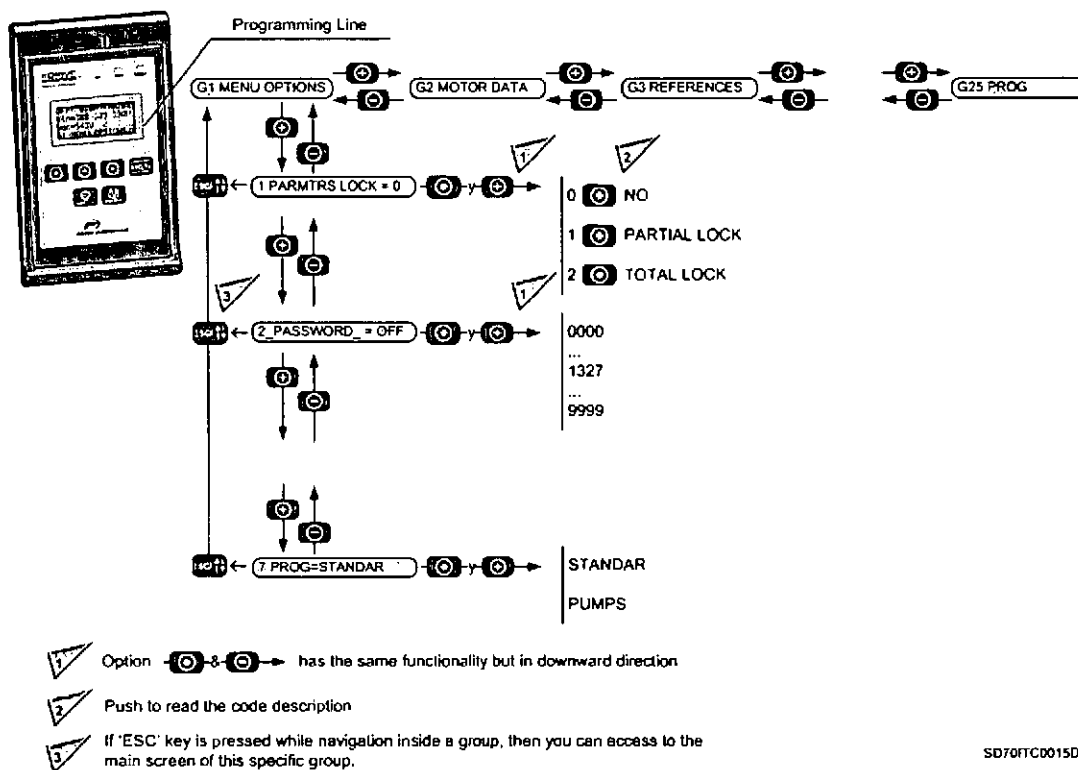 Programming Line
G1 MENU OPTIONS
G2 MOTOR DATA
G3 REFERENCES
G25 PROG
1 PARMTRS LOCK = 0
y
1
2
0 NO
1 PARTIAL LOCK
2 TOTAL LOCK
3
1
2_PASSWORD_ = OFF
y
0000
...
1327
...
9999
7 PROG=STANDAR
y
STANDAR
PUMPS
1 Option & has the same functionality but in downward direction
2 Push to read the code description
3 If 'ESC' key is pressed while navigation inside a group, then you can access to the
main screen of this specific group.
SD70ITC0015D